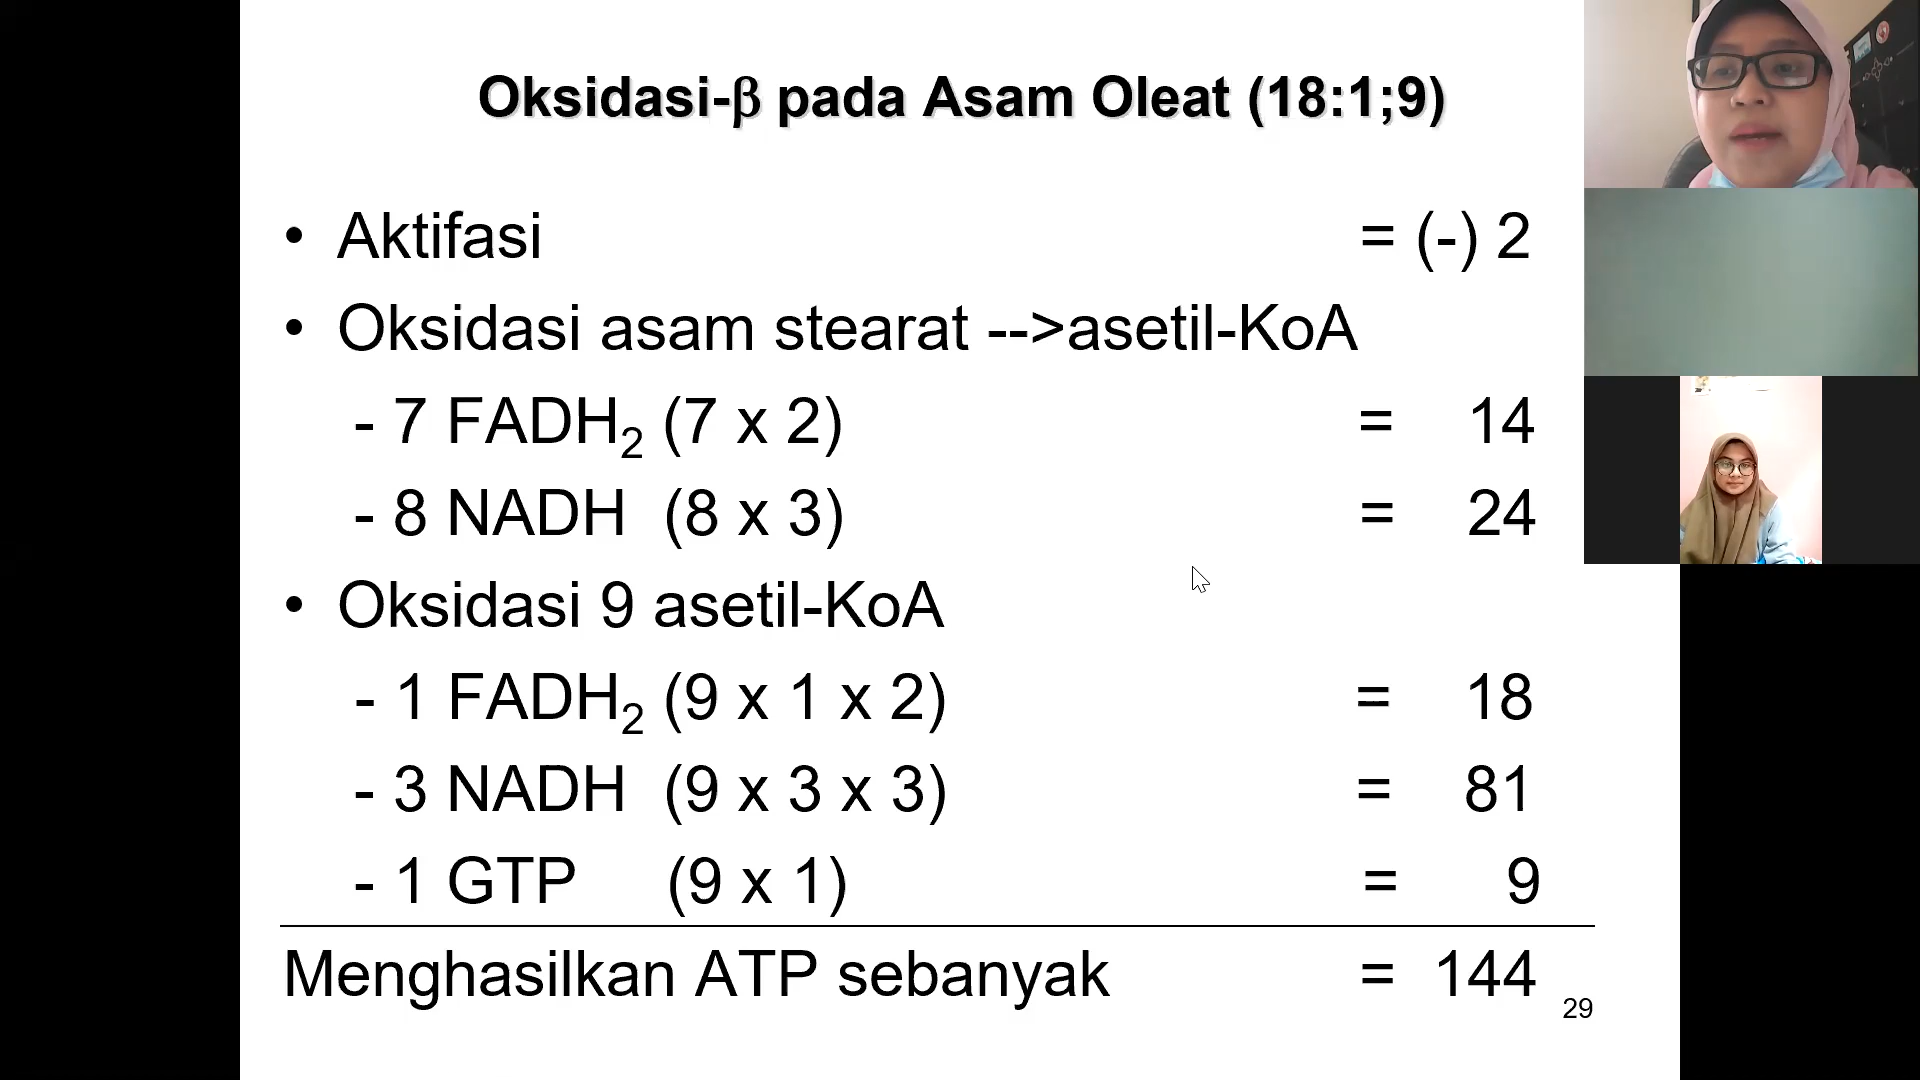 Oksidasi-β pada Asam Oleat (18:1;9)
• Aktifasi = (-) 2
• Oksidasi asam stearat -->asetil-KoA
- 7 FADH₂ (7 x 2) = 14
- 8 NADH (8 x 3) = 24
• Oksidasi 9 asetil-KoA
- 1 FADH₂ (9 x 1 x 2) = 18
- 3 NADH (9 x 3 x 3) = 81
- 1 GTP (9 x 1) = 9
Menghasilkan ATP sebanyak = 144
29